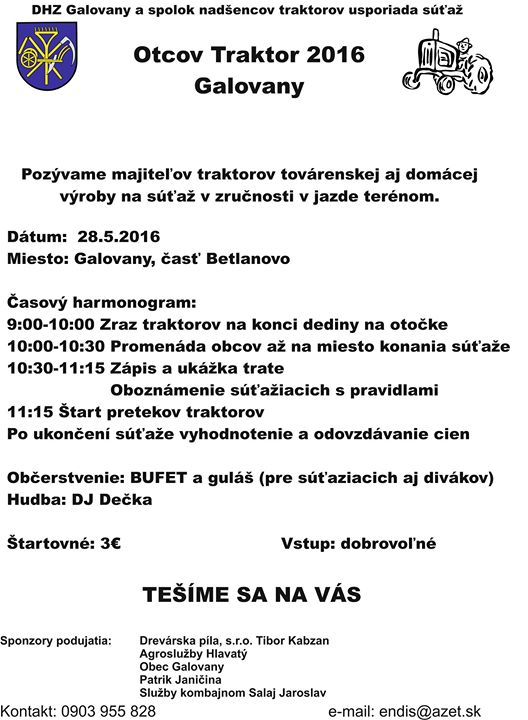 DHZ Galovany a spolok nadšencov traktorov usporiada súťaž
Otcov Traktor 2016
Galovany
Pozývame majiteľov traktorov továrenskej aj domácej
výroby na súťaž v zručnosti v jazde terénom.
Dátum: 28.5.2016
Miesto: Galovany, časť Betlanovo
Časový harmonogram:
9:00-10:00 Zraz traktorov na konci dediny na otočke
10:00-10:30 Promenáda obcov až na miesto konania súťaže
10:30-11:15 Zápis a ukážka trate
Oboznámenie súťažiacich s pravidlami
11:15 Štart pretekov traktorov
Po ukončení súťaže vyhodnotenie a odovzdávanie cien
Občerstvenie: BUFET a guláš (pre súťaziacich aj divákov)
Hudba: DJ Dečka
Štartovné: 3€ Vstup: dobrovoľné
TEŠÍME SA NA VÁS
Sponzory podujatia: Drevárska píla, s.r.o. Tibor Kabzan
Agroslužby Hlavatý
Obec Galovany
Patrik Janičina
Služby kombajnom Salaj Jaroslav
Kontakt: 0903 955 828 e-mail: endis@azet.sk